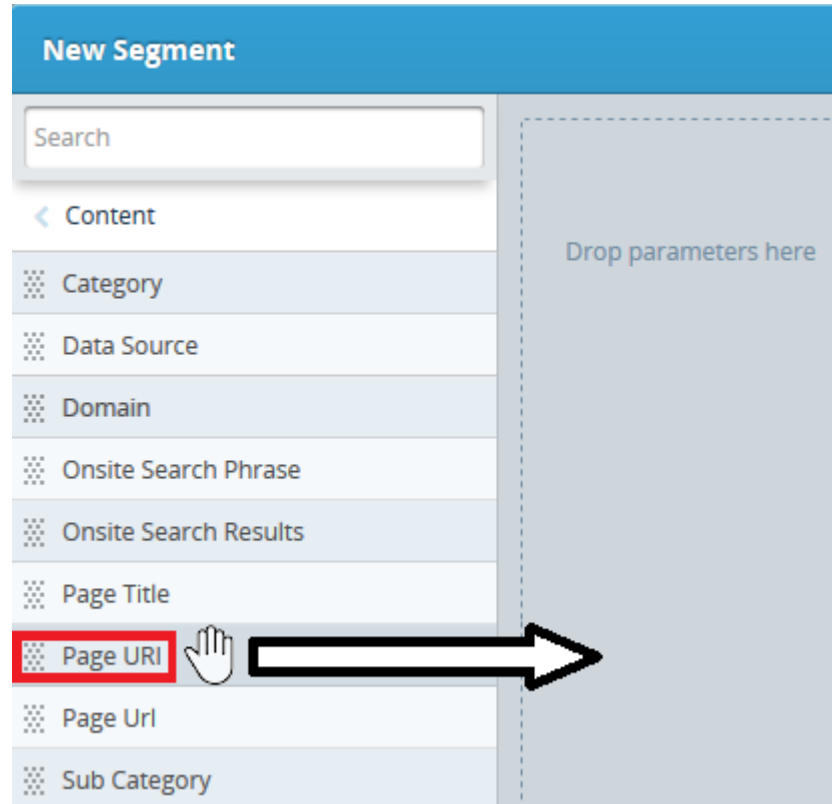 New Segment
Search
Content
Drop parameters here
Category
Data Source
Domain
Onsite Search Phrase
Onsite Search Results
Page Title
Page URI
Page Url
Sub Category